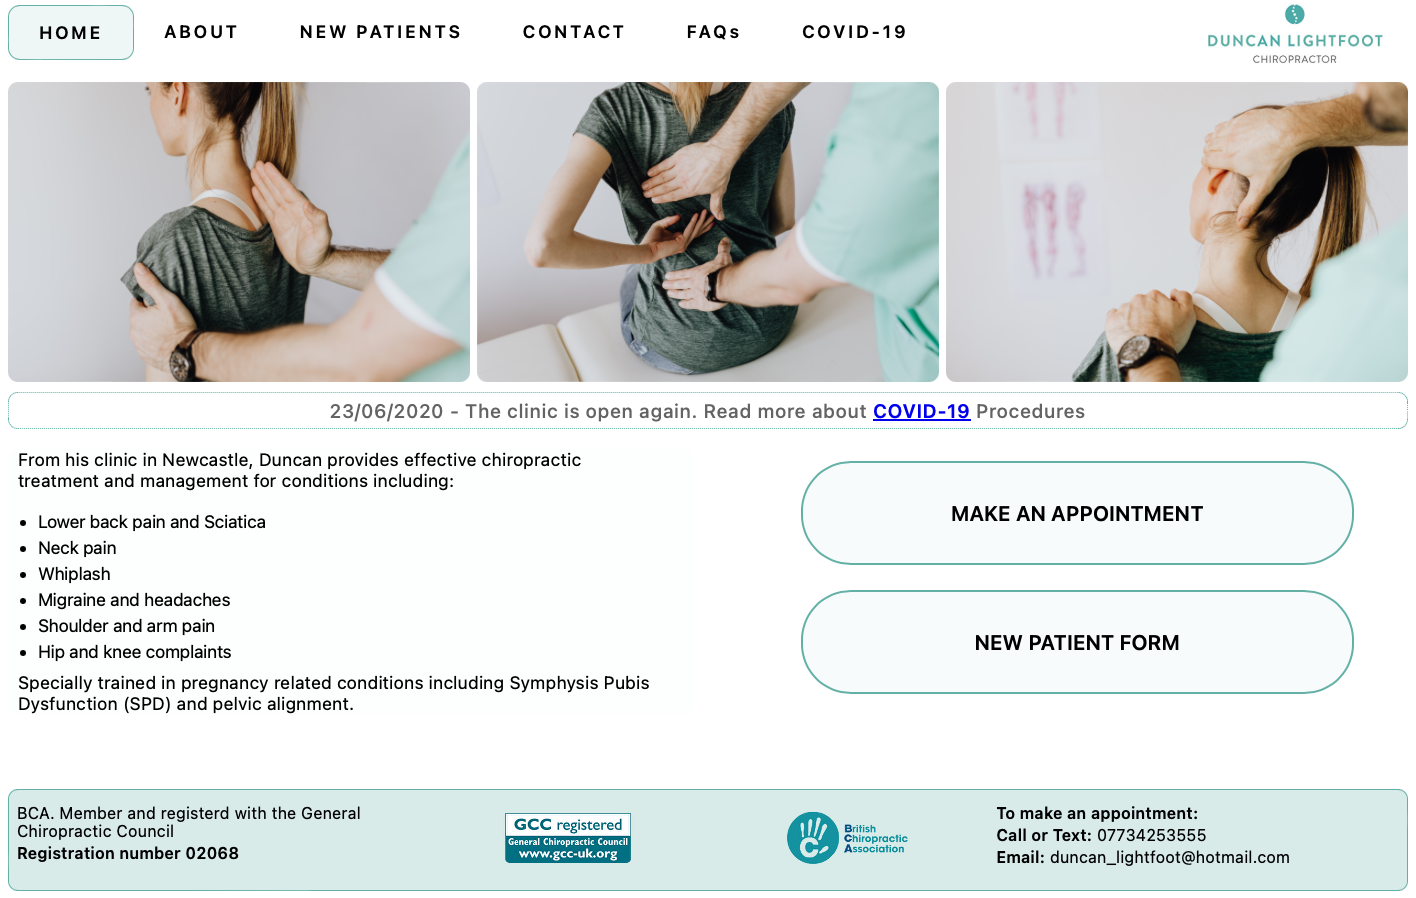 HOME
ABOUT
NEW PATIENTS
CONTACT
FAQs
COVID-19
DUNCAN LIGHTFOOT
CHIROPRACTOR
23/06/2020 - The clinic is open again. Read more about COVID-19 Procedures
From his clinic in Newcastle, Duncan provides effective chiropractic
treatment and management for conditions including:
• Lower back pain and Sciatica
• Neck pain
• Whiplash
• Migraine and headaches
• Shoulder and arm pain
• Hip and knee complaints
Specially trained in pregnancy related conditions including Symphysis Pubis
Dysfunction (SPD) and pelvic alignment.
MAKE AN APPOINTMENT
NEW PATIENT FORM
BCA. Member and registerd with the General
Chiropractic Council
Registration number 02068
GCC registered
General Chiropractic Council
www.gcc-uk.org
British
Chiropractic
Association
To make an appointment:
Call or Text: 07734253555
Email: duncan_lightfoot@hotmail.com